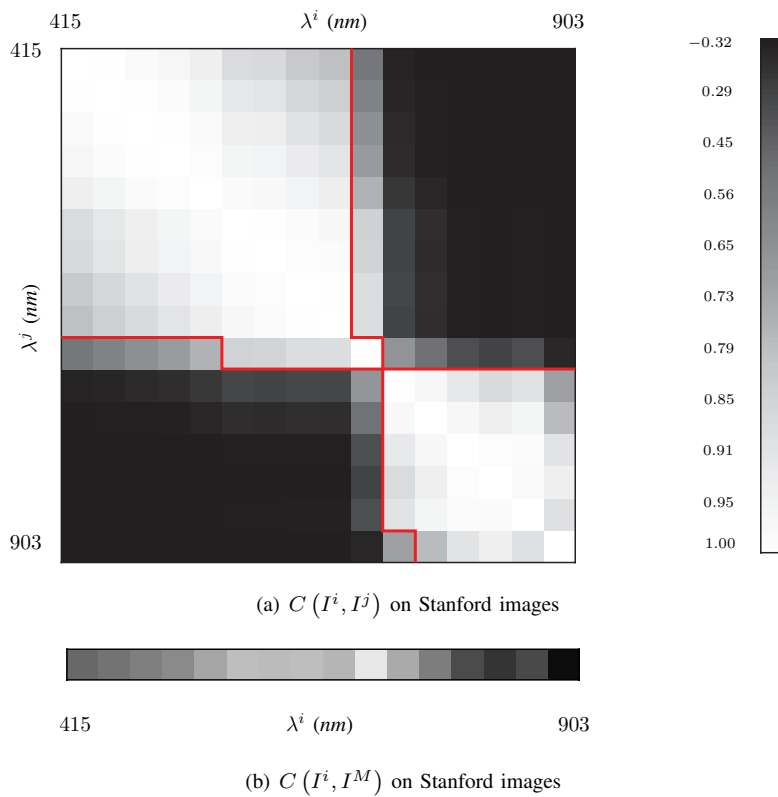 415 λ^i (nm) 903
415
λ^j (nm)
903
−0.32
0.29
0.45
0.56
0.65
0.73
0.79
0.85
0.91
0.95
1.00
(a) C (I^i, I^j) on Stanford images
415 λ^i (nm) 903
(b) C (I^i, I^M) on Stanford images